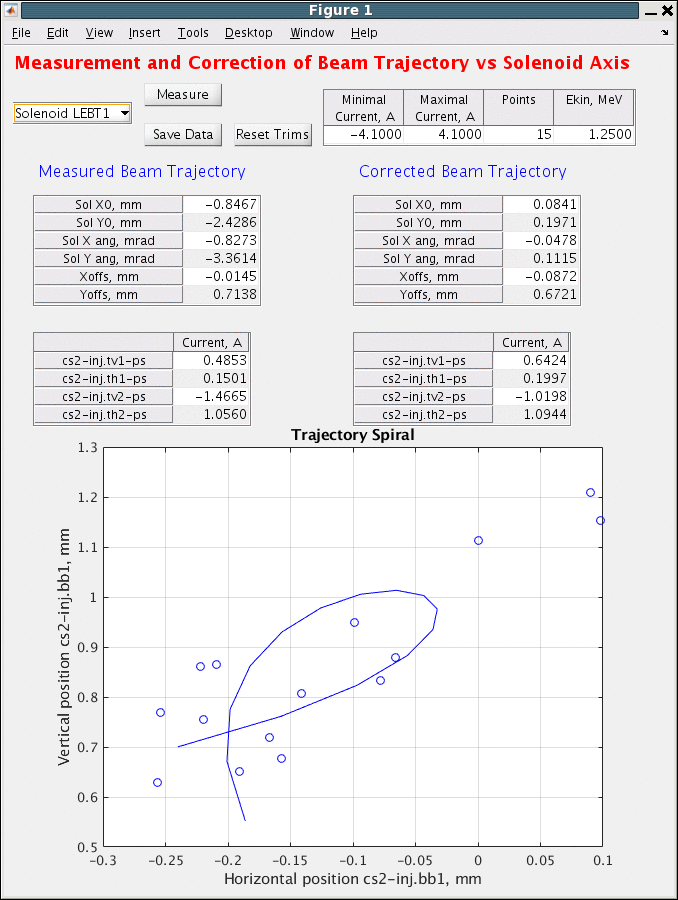 Figure 1
File Edit View Insert Tools Desktop Window Help
Measurement and Correction of Beam Trajectory vs Solenoid Axis
Solenoid LEBT1
Measure
Save Data
Reset Trims
Minimal Current, A Maximal Current, A Points Ekin, MeV
-4.1000 4.1000 15 1.2500
Measured Beam Trajectory
Sol X0, mm -0.8467
Sol Y0, mm -2.4286
Sol X ang, mrad -0.8273
Sol Y ang, mrad -3.3614
Xoffs, mm -0.0145
Yoffs, mm 0.7138
Current, A
cs2-inj.tv1-ps 0.4853
cs2-inj.th1-ps 0.1501
cs2-inj.tv2-ps -1.4665
cs2-inj.th2-ps 1.0560
Corrected Beam Trajectory
Sol X0, mm 0.0841
Sol Y0, mm 0.1971
Sol X ang, mrad -0.0478
Sol Y ang, mrad 0.1115
Xoffs, mm -0.0872
Yoffs, mm 0.6721
Current, A
cs2-inj.tv1-ps 0.6424
cs2-inj.th1-ps 0.1997
cs2-inj.tv2-ps -1.0198
cs2-inj.th2-ps 1.0944
Trajectory Spiral
Vertical position cs2-inj.bb1, mm
1.3
1.2
1.1
1
0.9
0.8
0.7
0.6
0.5
-0.3 -0.25 -0.2 -0.15 -0.1 -0.05 0 0.05 0.1
Horizontal position cs2-inj.bb1, mm